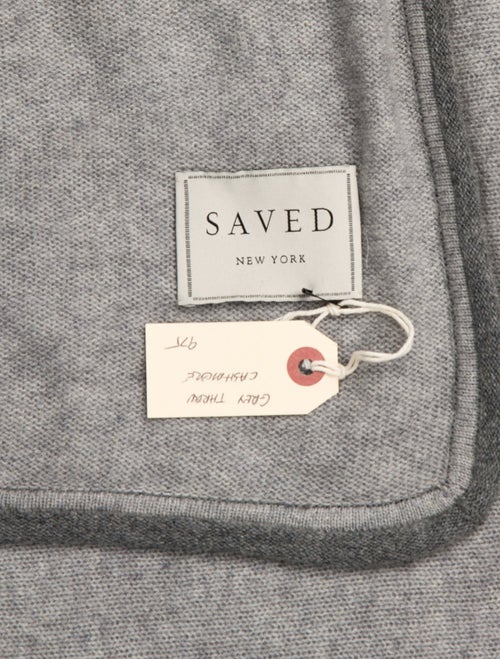 SAVED
NEW YORK
GREY THROW
CASHMERE
975